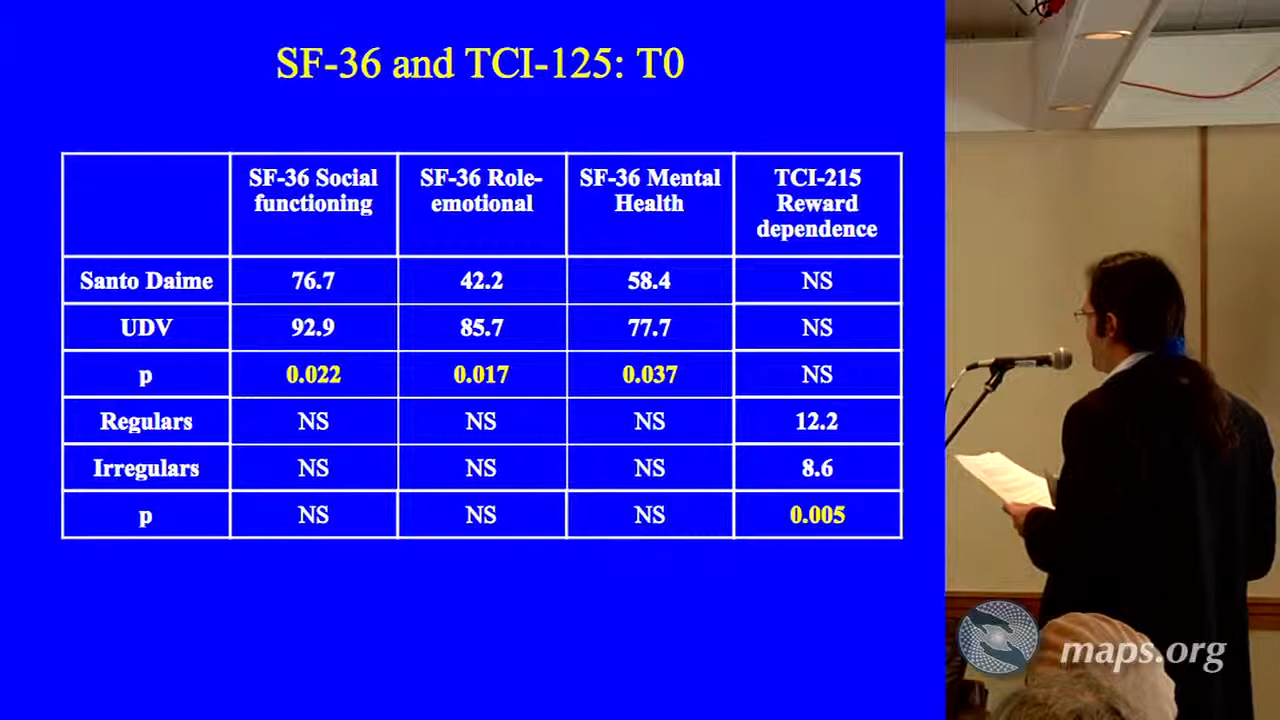 SF-36 and TCI-125: T0
SF-36 Social functioning SF-36 Role-emotional SF-36 Mental Health TCI-215 Reward dependence
Santo Daime 76.7 42.2 58.4 NS
UDV 92.9 85.7 77.7 NS
p 0.022 0.017 0.037 NS
Regulars NS NS NS 12.2
Irregulars NS NS NS 8.6
p NS NS NS 0.005
maps.org